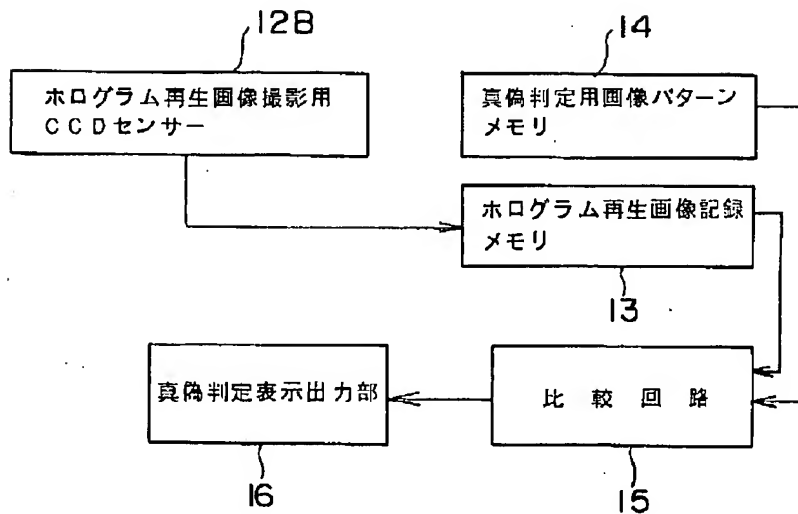 12B
ホログラム再生画像撮影用
CCDセンサー
14
真偽判定用画像パターン
メモリ
ホログラム再生画像記録
メモリ
13
真偽判定表示出力部
16
比較回路
15